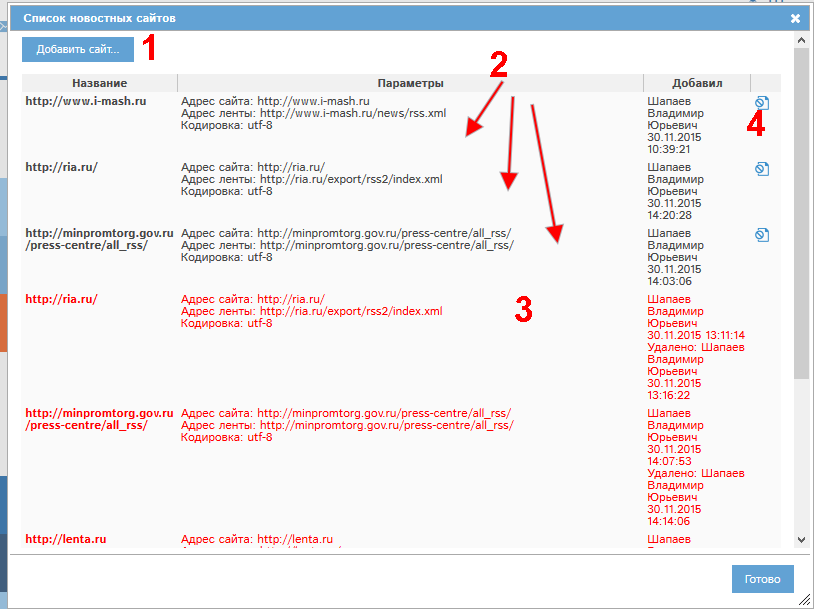 Список новостных сайтов
Добавить сайт...
1
2
Название Параметры Добавил
http://www.i-mash.ru
Адрес сайта: http://www.i-mash.ru
Адрес ленты: http://www.i-mash.ru/news/rss.xml
Кодировка: utf-8
Шапаев
Владимир
Юрьевич
30.11.2015
10:39:21
4
http://ria.ru/
Адрес сайта: http://ria.ru/
Адрес ленты: http://ria.ru/export/rss2/index.xml
Кодировка: utf-8
Шапаев
Владимир
Юрьевич
30.11.2015
14:20:28
http://minpromtorg.gov.ru
/press-centre/all_rss/
Адрес сайта: http://minpromtorg.gov.ru/press-centre/all_rss/
Адрес ленты: http://minpromtorg.gov.ru/press-centre/all_rss/
Кодировка: utf-8
Шапаев
Владимир
Юрьевич
30.11.2015
14:03:06
http://ria.ru/
Адрес сайта: http://ria.ru/
Адрес ленты: http://ria.ru/export/rss2/index.xml
Кодировка: utf-8
3
Шапаев
Владимир
Юрьевич
30.11.2015 13:11:14
Удалено: Шапаев
Владимир
Юрьевич
30.11.2015
13:16:22
http://minpromtorg.gov.ru
/press-centre/all_rss/
Адрес сайта: http://minpromtorg.gov.ru/press-centre/all_rss/
Адрес ленты: http://minpromtorg.gov.ru/press-centre/all_rss/
Кодировка: utf-8
Шапаев
Владимир
Юрьевич
30.11.2015
14:07:53
Удалено: Шапаев
Владимир
Юрьевич
30.11.2015
14:14:06
http://lenta.ru
Адрес сайта: http://lenta.ru
Шапаев
Готово